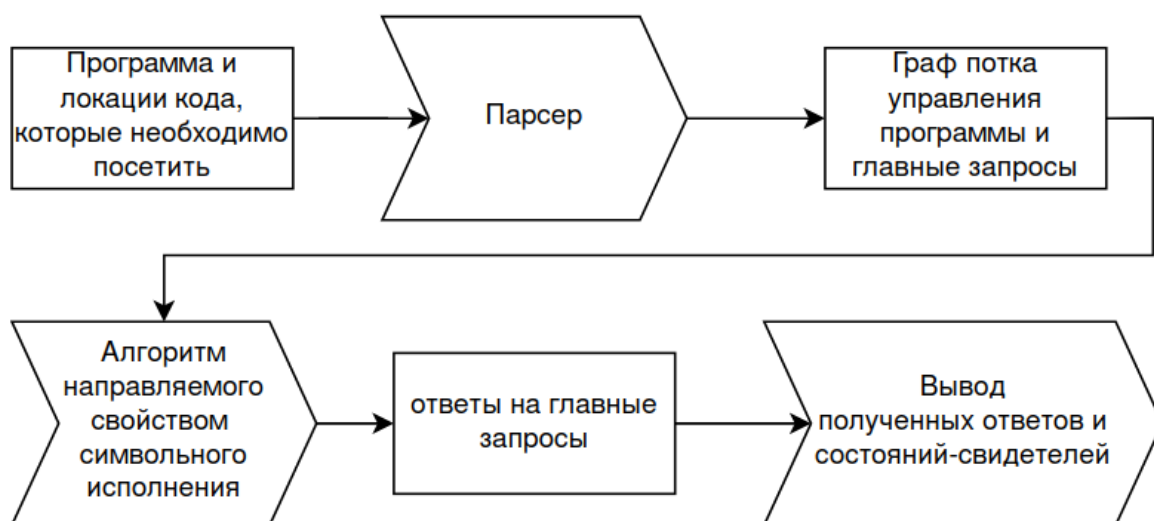 Программа и
локации кода,
которые необходимо
посетить
Парсер
Граф потка
управления
программы и
главные запросы
Алгоритм
направляемого
свойством
символьного
исполнения
ответы на главные
запросы
Вывод
полученных ответов и
состояний-свидетелей